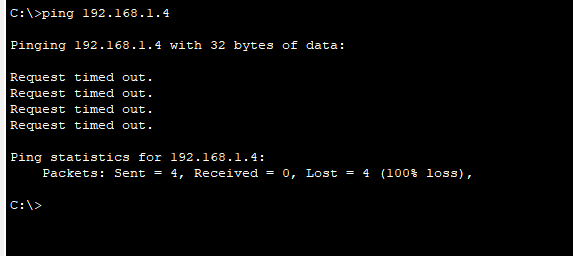 C:\>ping 192.168.1.4
Pinging 192.168.1.4 with 32 bytes of data:
Request timed out.
Request timed out.
Request timed out.
Request timed out.
Ping statistics for 192.168.1.4:
    Packets: Sent = 4, Received = 0, Lost = 4 (100% loss),
C:\>